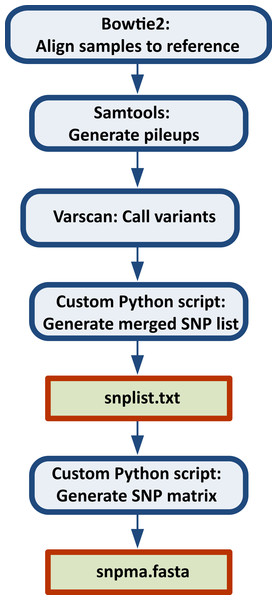 Bowtie2:
Align samples to reference
Samtools:
Generate pileups
Varscan: Call variants
Custom Python script:
Generate merged SNP list
snplist.txt
Custom Python script:
Generate SNP matrix
snpma.fasta